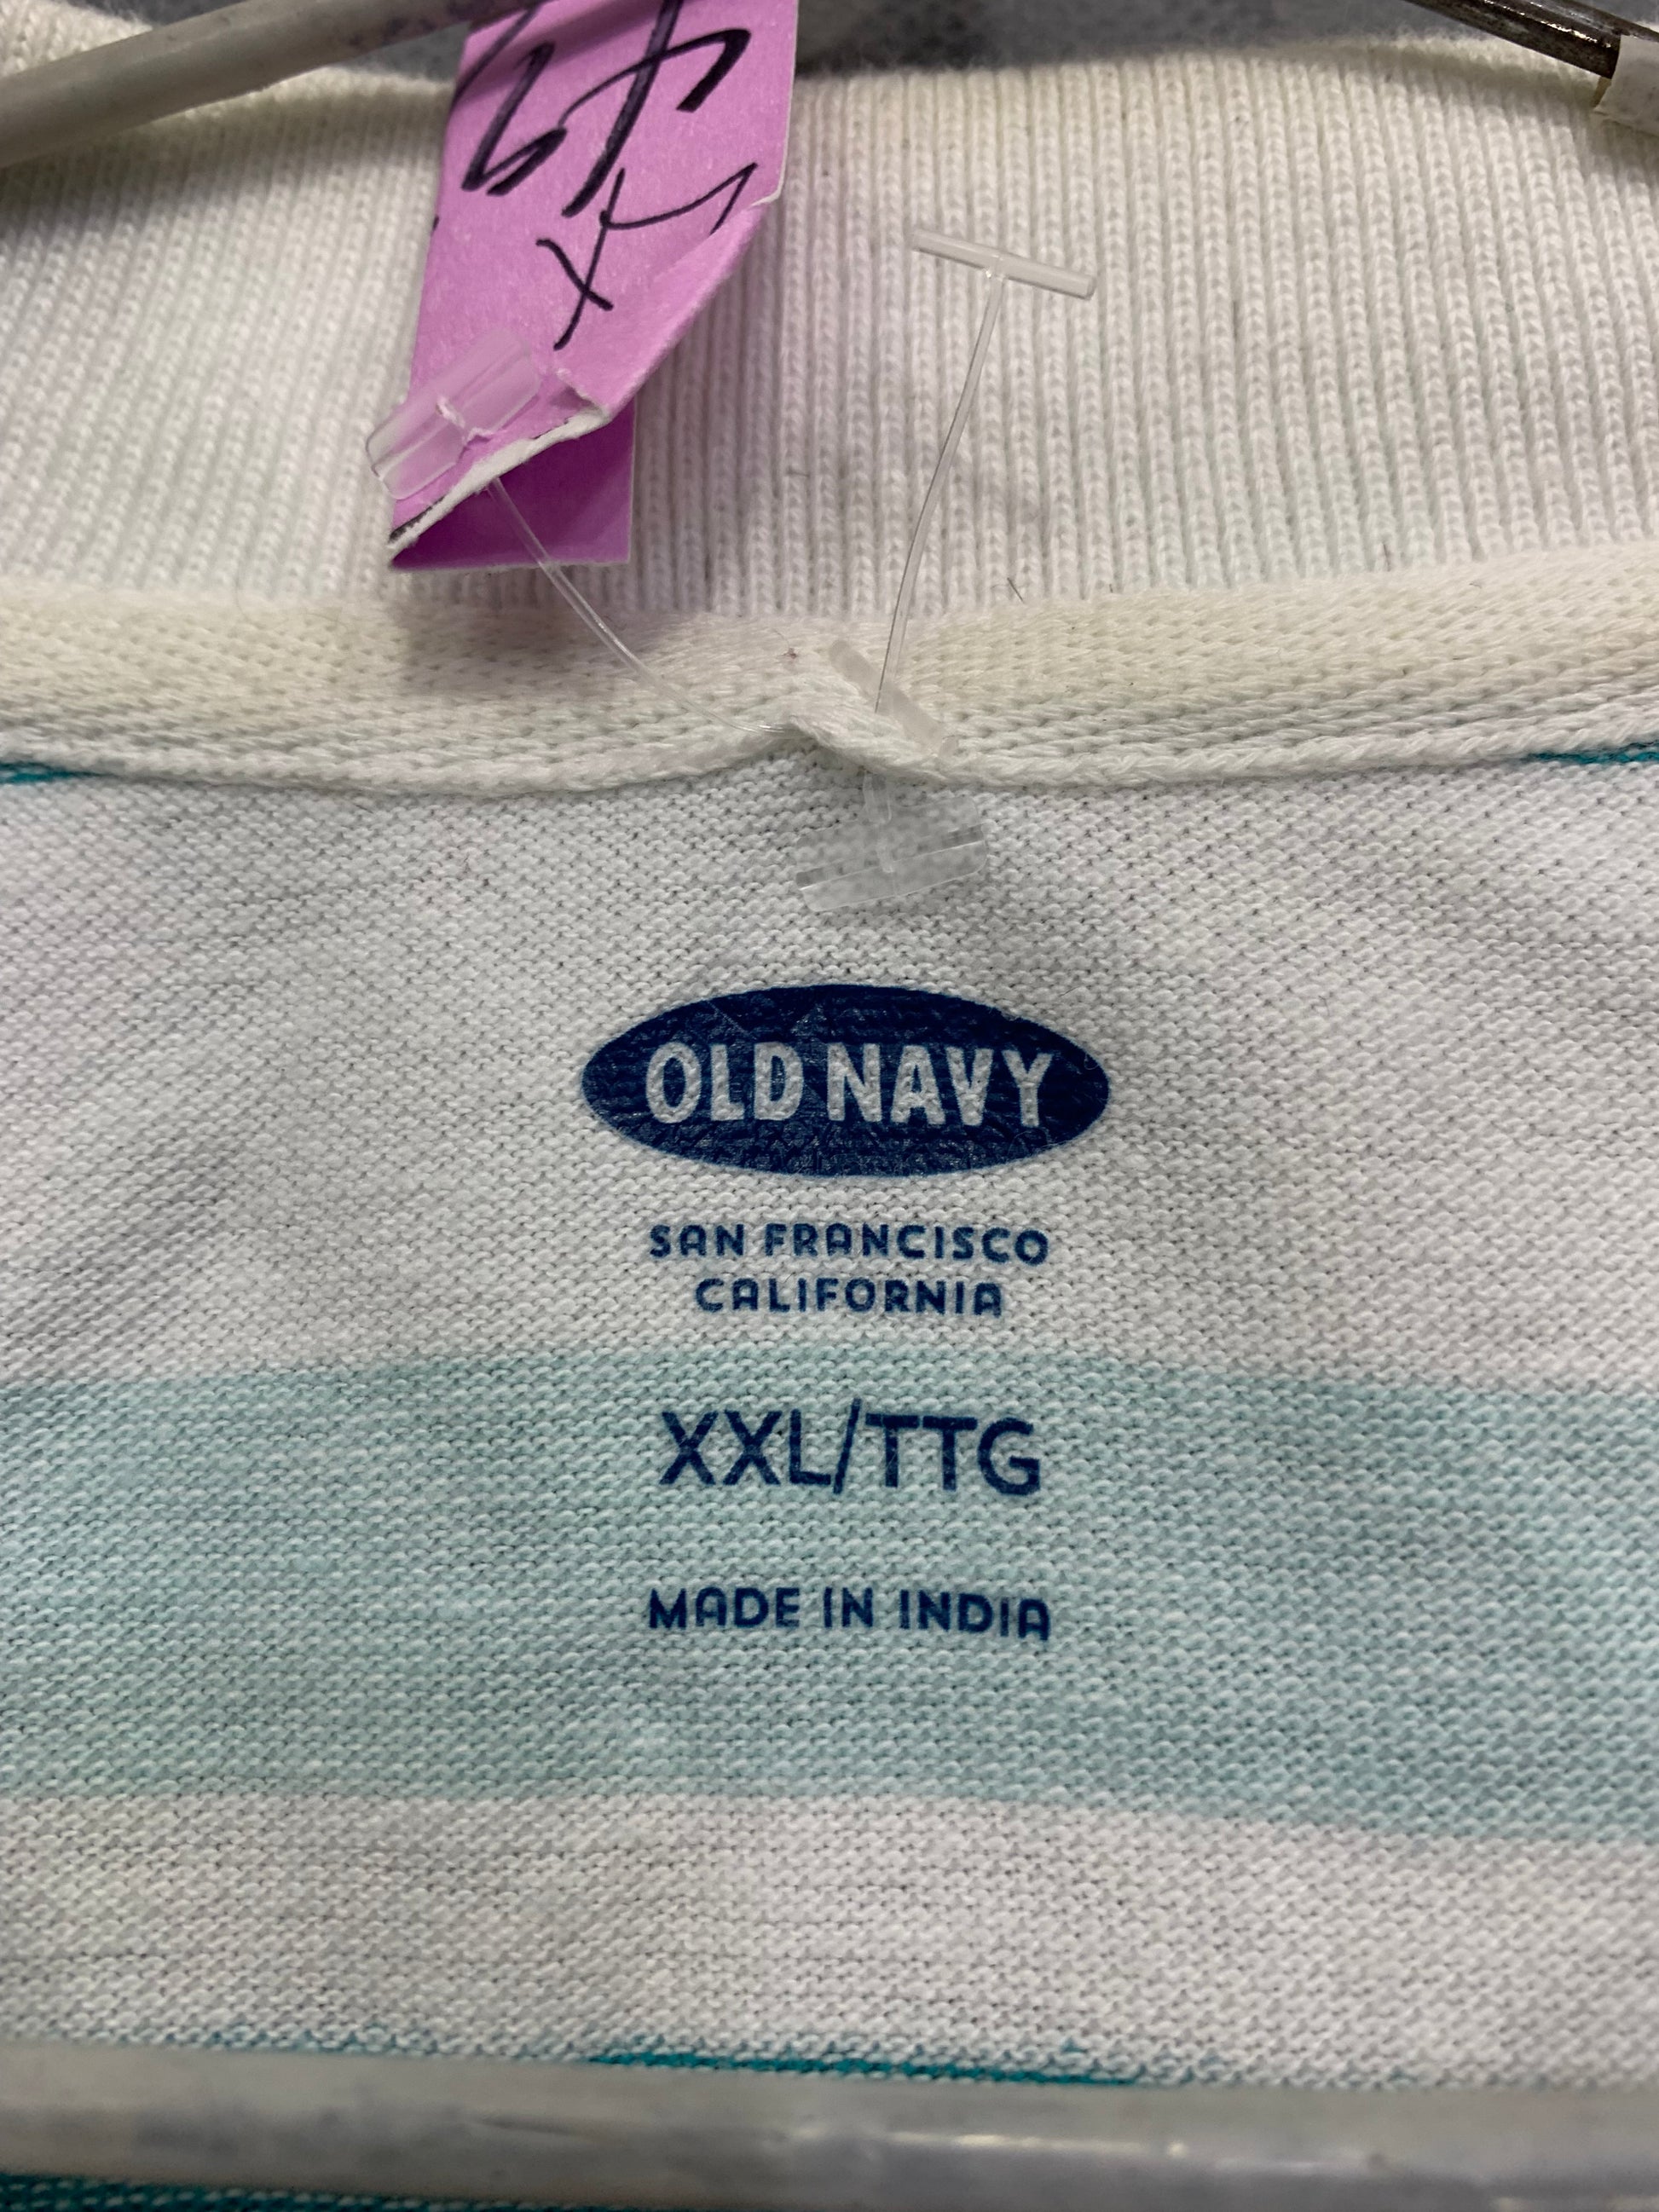 OLD NAVY
SAN FRANCISCO
CALIFORNIA
XXL/TTG
MADE IN INDIA